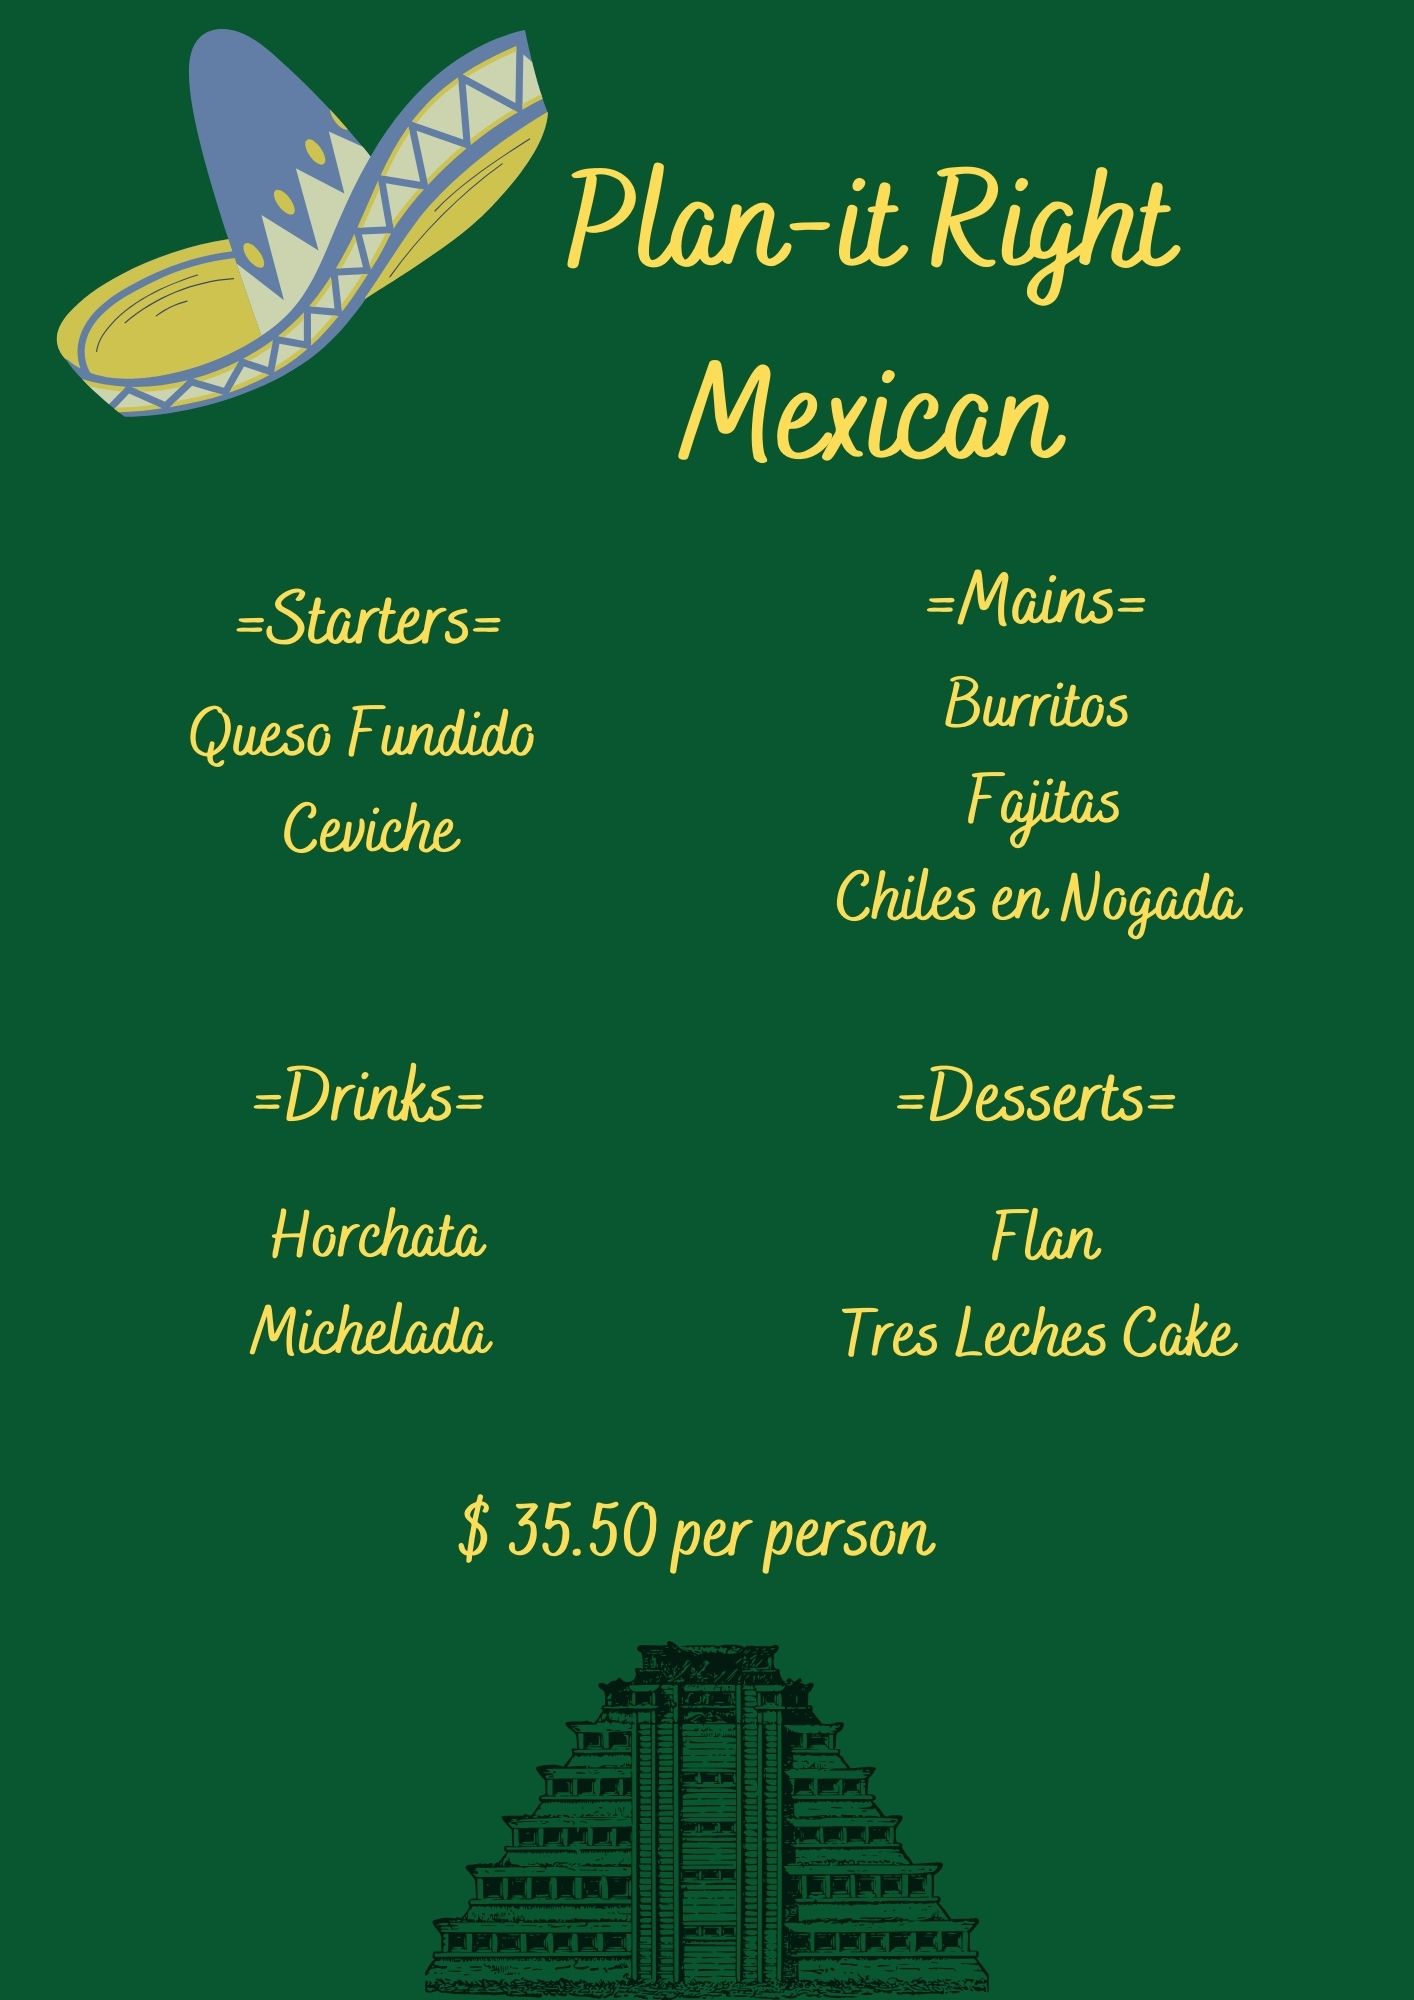 Plan-it Right
Mexican
=Starters=
Queso Fundido
Ceviche
=Mains=
Burritos
Fajitas
Chiles en Nogada
=Drinks=
Horchata
Michelada
=Desserts=
Flan
Tres Leches Cake
$ 35.50 per person